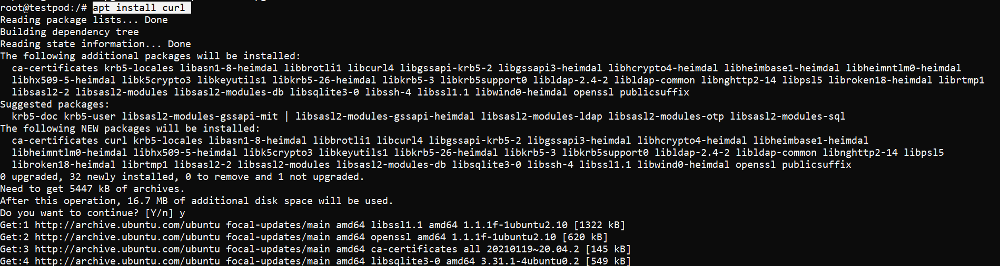 root@testpod:/# apt install curl
Reading package lists... Done
Building dependency tree
Reading state information... Done
The following additional packages will be installed:
  ca-certificates krb5-locales libasn1-8-heimdal libbrotli1 libcurl4 libgssapi-krb5-2 libgssapi3-heimdal libhcrypto4-heimdal libheimbase1-heimdal libheimntlm0-heimdal
  libhx509-5-heimdal libk5crypto3 libkeyutils1 libkrb5-26-heimdal libkrb5-3 libkrb5support0 libldap-2.4-2 libldap-common libnghttp2-14 libpsl5 libroken18-heimdal librtmp1
  libsasl2-2 libsasl2-modules libsasl2-modules-db libsqlite3-0 libssh-4 libssl1.1 libwind0-heimdal openssl publicsuffix
Suggested packages:
  krb5-doc krb5-user libsasl2-modules-gssapi-mit | libsasl2-modules-gssapi-heimdal libsasl2-modules-ldap libsasl2-modules-otp libsasl2-modules-sql
The following NEW packages will be installed:
  ca-certificates curl krb5-locales libasn1-8-heimdal libbrotli1 libcurl4 libgssapi-krb5-2 libgssapi3-heimdal libhcrypto4-heimdal libheimbase1-heimdal
  libheimntlm0-heimdal libhx509-5-heimdal libk5crypto3 libkeyutils1 libkrb5-26-heimdal libkrb5-3 libkrb5support0 libldap-2.4-2 libldap-common libnghttp2-14 libpsl5
  libroken18-heimdal librtmp1 libsasl2-2 libsasl2-modules libsasl2-modules-db libsqlite3-0 libssh-4 libssl1.1 libwind0-heimdal openssl publicsuffix
0 upgraded, 32 newly installed, 0 to remove and 1 not upgraded.
Need to get 5447 kB of archives.
After this operation, 16.7 MB of additional disk space will be used.
Do you want to continue? [Y/n] y
Get:1 http://archive.ubuntu.com/ubuntu focal-updates/main amd64 libssl1.1 amd64 1.1.1f-1ubuntu2.10 [1322 kB]
Get:2 http://archive.ubuntu.com/ubuntu focal-updates/main amd64 openssl amd64 1.1.1f-1ubuntu2.10 [620 kB]
Get:3 http://archive.ubuntu.com/ubuntu focal-updates/main amd64 ca-certificates all 20210119~20.04.2 [145 kB]
Get:4 http://archive.ubuntu.com/ubuntu focal-updates/main amd64 libsqlite3-0 amd64 3.31.1-4ubuntu0.2 [549 kB]